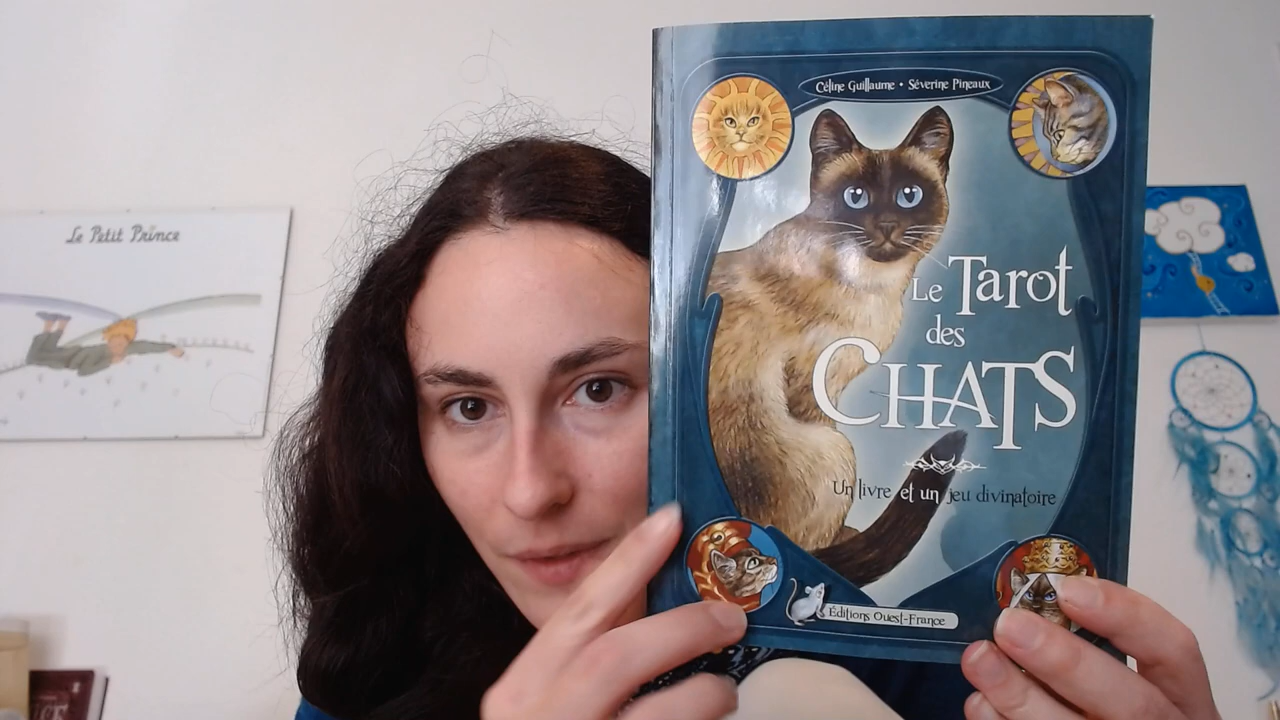 Le Petit Prince
Céline Guillaume • Séverine Pineaux
Le Tarot
des
CHATS
Un livre et un jeu divinatoire
Éditions Ouest-France